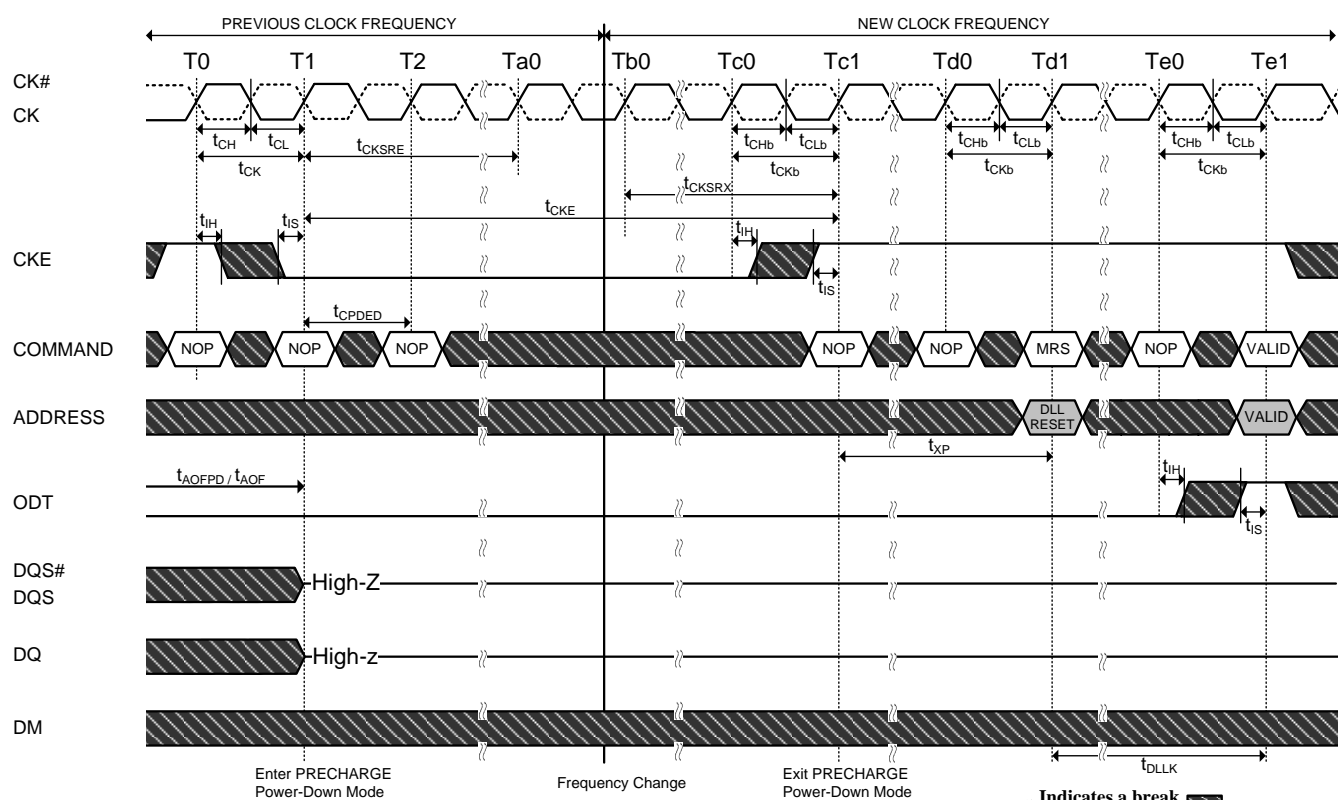 PREVIOUS CLOCK FREQUENCY NEW CLOCK FREQUENCY
T0 T1 T2 Ta0 Tb0 Tc0 Tc1 Td0 Td1 Te0 Te1
CK#
CK
tCH tCL tCKSRE tCHb tCLb tCHb tCLb tCHb tCLb
tCK tCKb tCKb tCKb
tCKSRX
tCKE
tIH tIS tIH
CKE
tIS
tCPDED
COMMAND NOP NOP NOP NOP NOP MRS NOP VALID
ADDRESS DLL RESET VALID
tXP
tAOFPD / tAOF tIH
ODT
tIS
DQS#
DQS High-Z
DQ High-z
DM
tDLLK
Enter PRECHARGE
Power-Down Mode
Frequency Change
Exit PRECHARGE
Power-Down Mode
Indicates a break